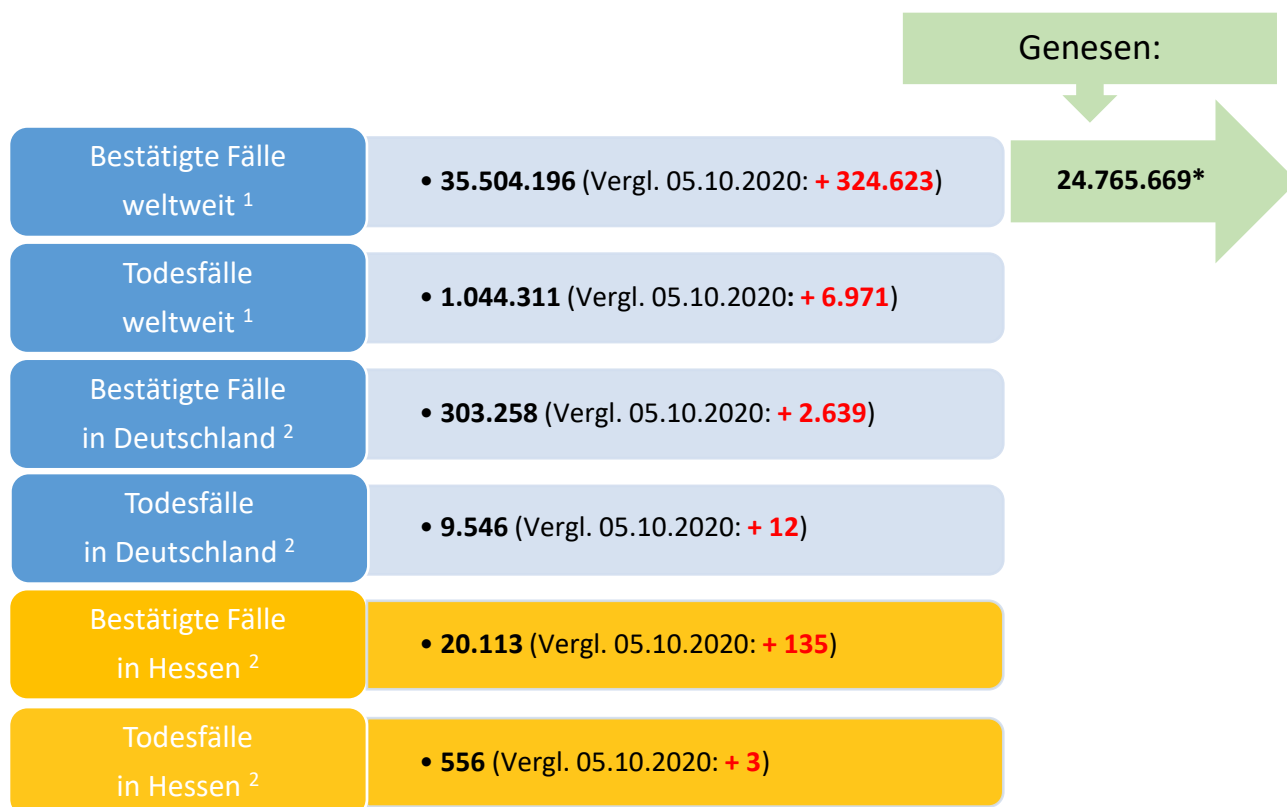 Genesen:
Bestätigte Fälle
weltweit ¹
• 35.504.196 (Vergl. 05.10.2020: + 324.623)
24.765.669*
Todesfälle
weltweit ¹
• 1.044.311 (Vergl. 05.10.2020: + 6.971)
Bestätigte Fälle
in Deutschland ²
• 303.258 (Vergl. 05.10.2020: + 2.639)
Todesfälle
in Deutschland ²
• 9.546 (Vergl. 05.10.2020: + 12)
Bestätigte Fälle
in Hessen ²
• 20.113 (Vergl. 05.10.2020: + 135)
Todesfälle
in Hessen ²
• 556 (Vergl. 05.10.2020: + 3)